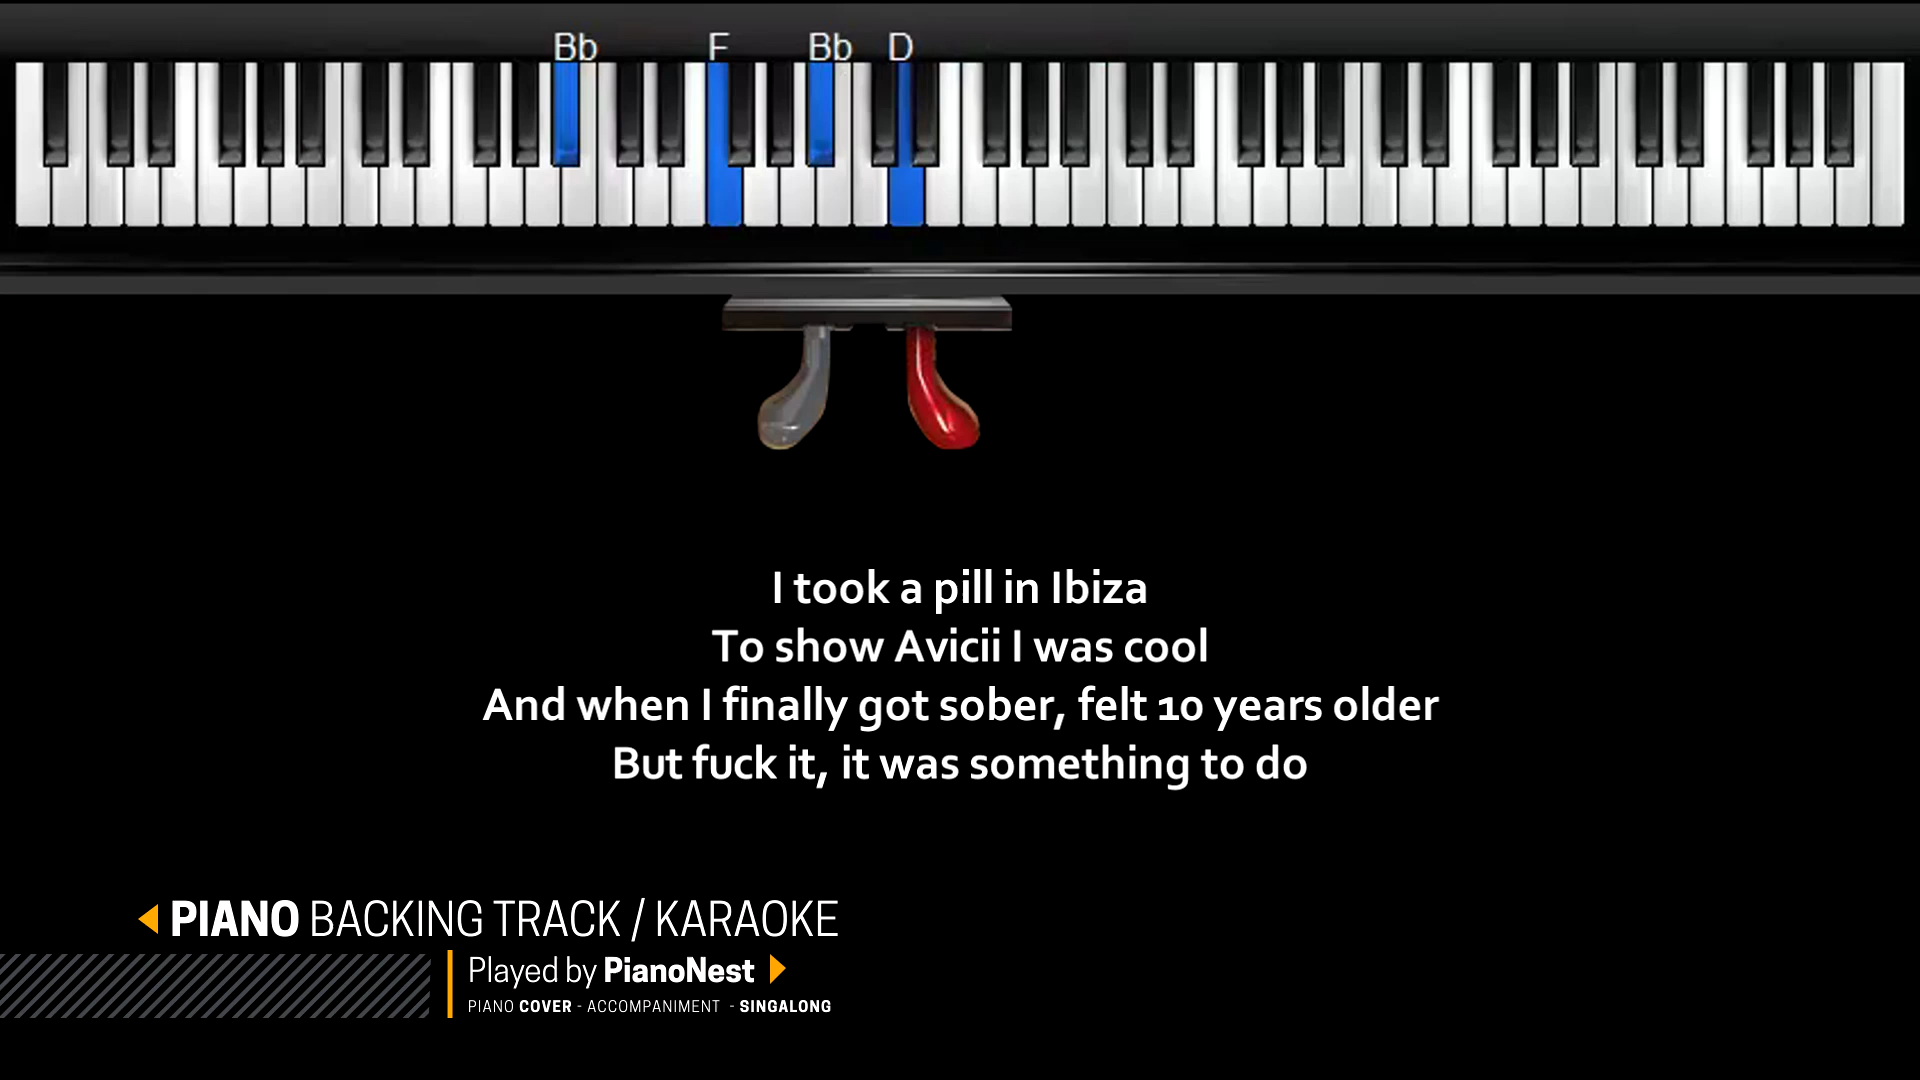 Bb F Bb D
I took a pill in Ibiza
To show Avicii I was cool
And when I finally got sober, felt 10 years older
But fuck it, it was something to do
PIANO BACKING TRACK / KARAOKE
Played by PianoNest
PIANO COVER - ACCOMPANIMENT - SINGALONG